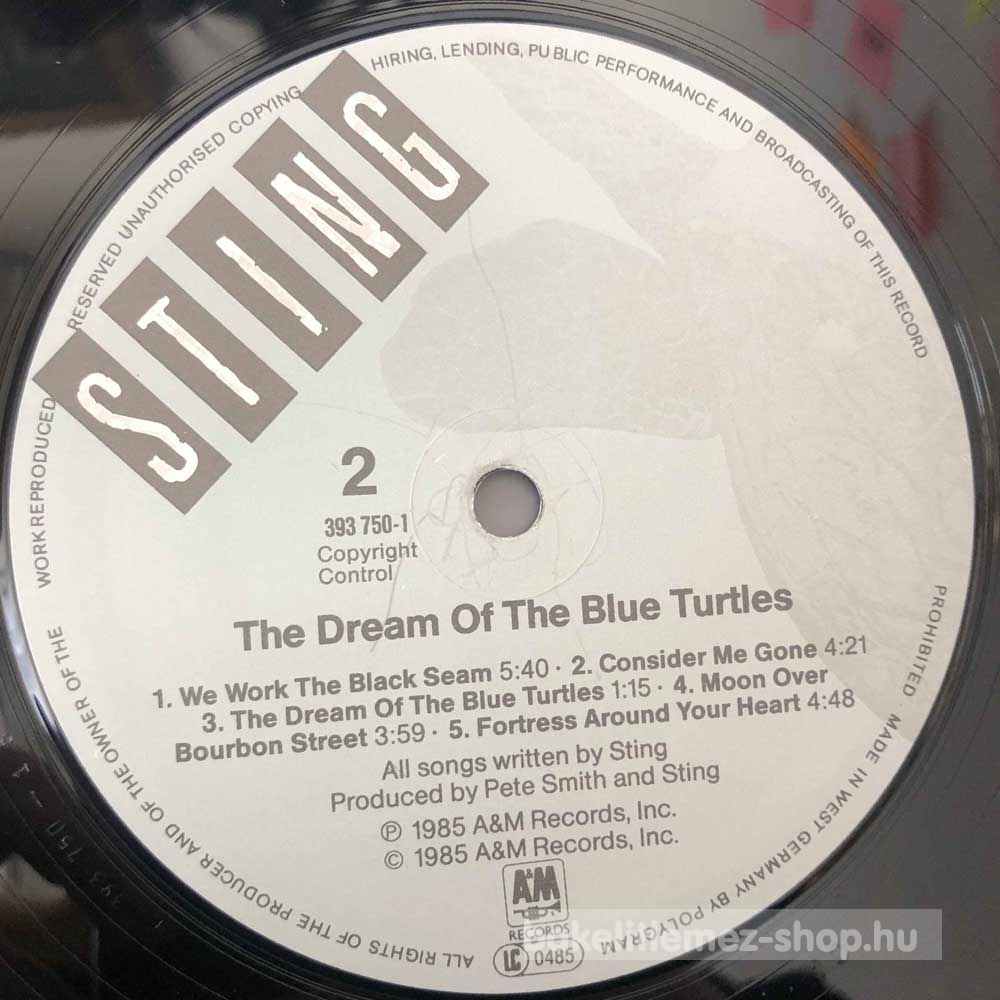 STING
2
393 750-1
Copyright
Control
The Dream Of The Blue Turtles
1. We Work The Black Seam 5:40 · 2. Consider Me Gone 4:21
3. The Dream Of The Blue Turtles 1:15 · 4. Moon Over
Bourbon Street 3:59 · 5. Fortress Around Your Heart 4:48
All songs written by Sting
Produced by Pete Smith and Sting
℗ 1985 A&M Records, Inc.
© 1985 A&M Records, Inc.
A&M
RECORDS
LC 0485
ALL RIGHTS OF THE PRODUCER AND OF THE OWNER OF THE WORK REPRODUCED RESERVED UNAUTHORISED COPYING HIRING, LENDING, PUBLIC PERFORMANCE AND BROADCASTING OF THIS RECORD PROHIBITED · MADE IN WEST GERMANY BY POLYGRAM
bakelitlemez-shop.hu